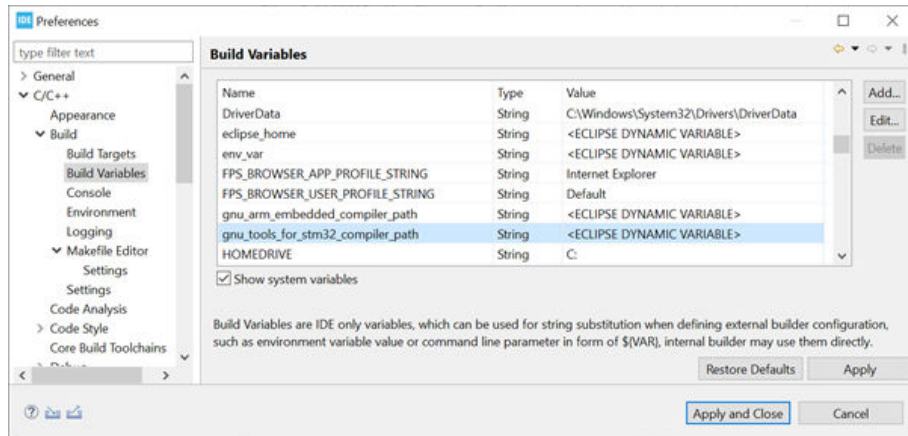 IDE Preferences
type filter text
Build Variables
General
C/C++
Appearance
Build
Build Targets
Build Variables
Console
Environment
Logging
Makefile Editor
Settings
Settings
Code Analysis
Code Style
Core Build Toolchains
Name Type Value
DriverData String C:\Windows\System32\Drivers\DriverData
eclipse_home String <ECLIPSE DYNAMIC VARIABLE>
env_var String <ECLIPSE DYNAMIC VARIABLE>
FPS_BROWSER_APP_PROFILE_STRING String Internet Explorer
FPS_BROWSER_USER_PROFILE_STRING String Default
gnu_arm_embedded_compiler_path String <ECLIPSE DYNAMIC VARIABLE>
gnu_tools_for_stm32_compiler_path String <ECLIPSE DYNAMIC VARIABLE>
HOMEDRIVE String C:
Add...
Edit...
Delete
Show system variables
Build Variables are IDE only variables, which can be used for string substitution when defining external builder configuration,
such as environment variable value or command line parameter in form of ${VAR}, internal builder may use them directly.
Restore Defaults Apply
Apply and Close Cancel